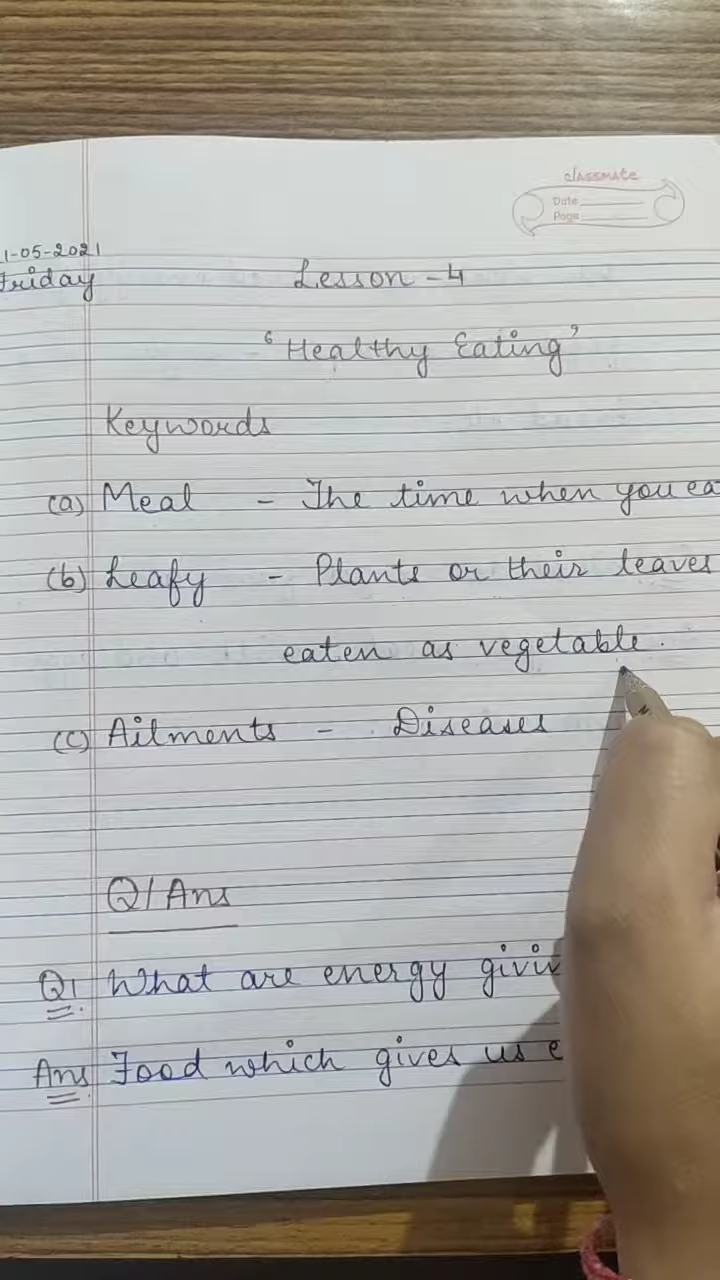 classmate
Date
Page
1-05-2021
Friday
Lesson - 4
'Healthy Eating'
Keywords
(a) Meal - The time when you ea
(b) Leafy - Plants or their leaves
eaten as vegetable.
(c) Ailments - Diseases
Q/Ans
Q1 What are energy givin
Ans Food which gives us e